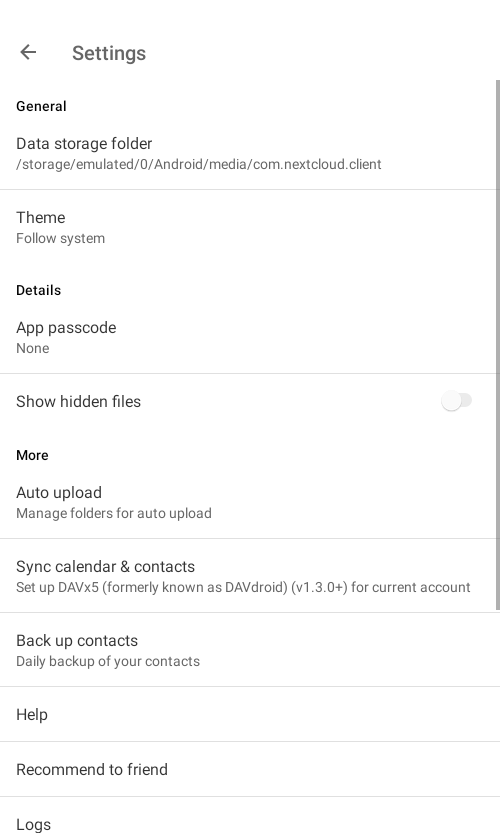 Settings
General
Data storage folder
/storage/emulated/0/Android/media/com.nextcloud.client
Theme
Follow system
Details
App passcode
None
Show hidden files
More
Auto upload
Manage folders for auto upload
Sync calendar & contacts
Set up DAVx5 (formerly known as DAVdroid) (v1.3.0+) for current account
Back up contacts
Daily backup of your contacts
Help
Recommend to friend
Logs